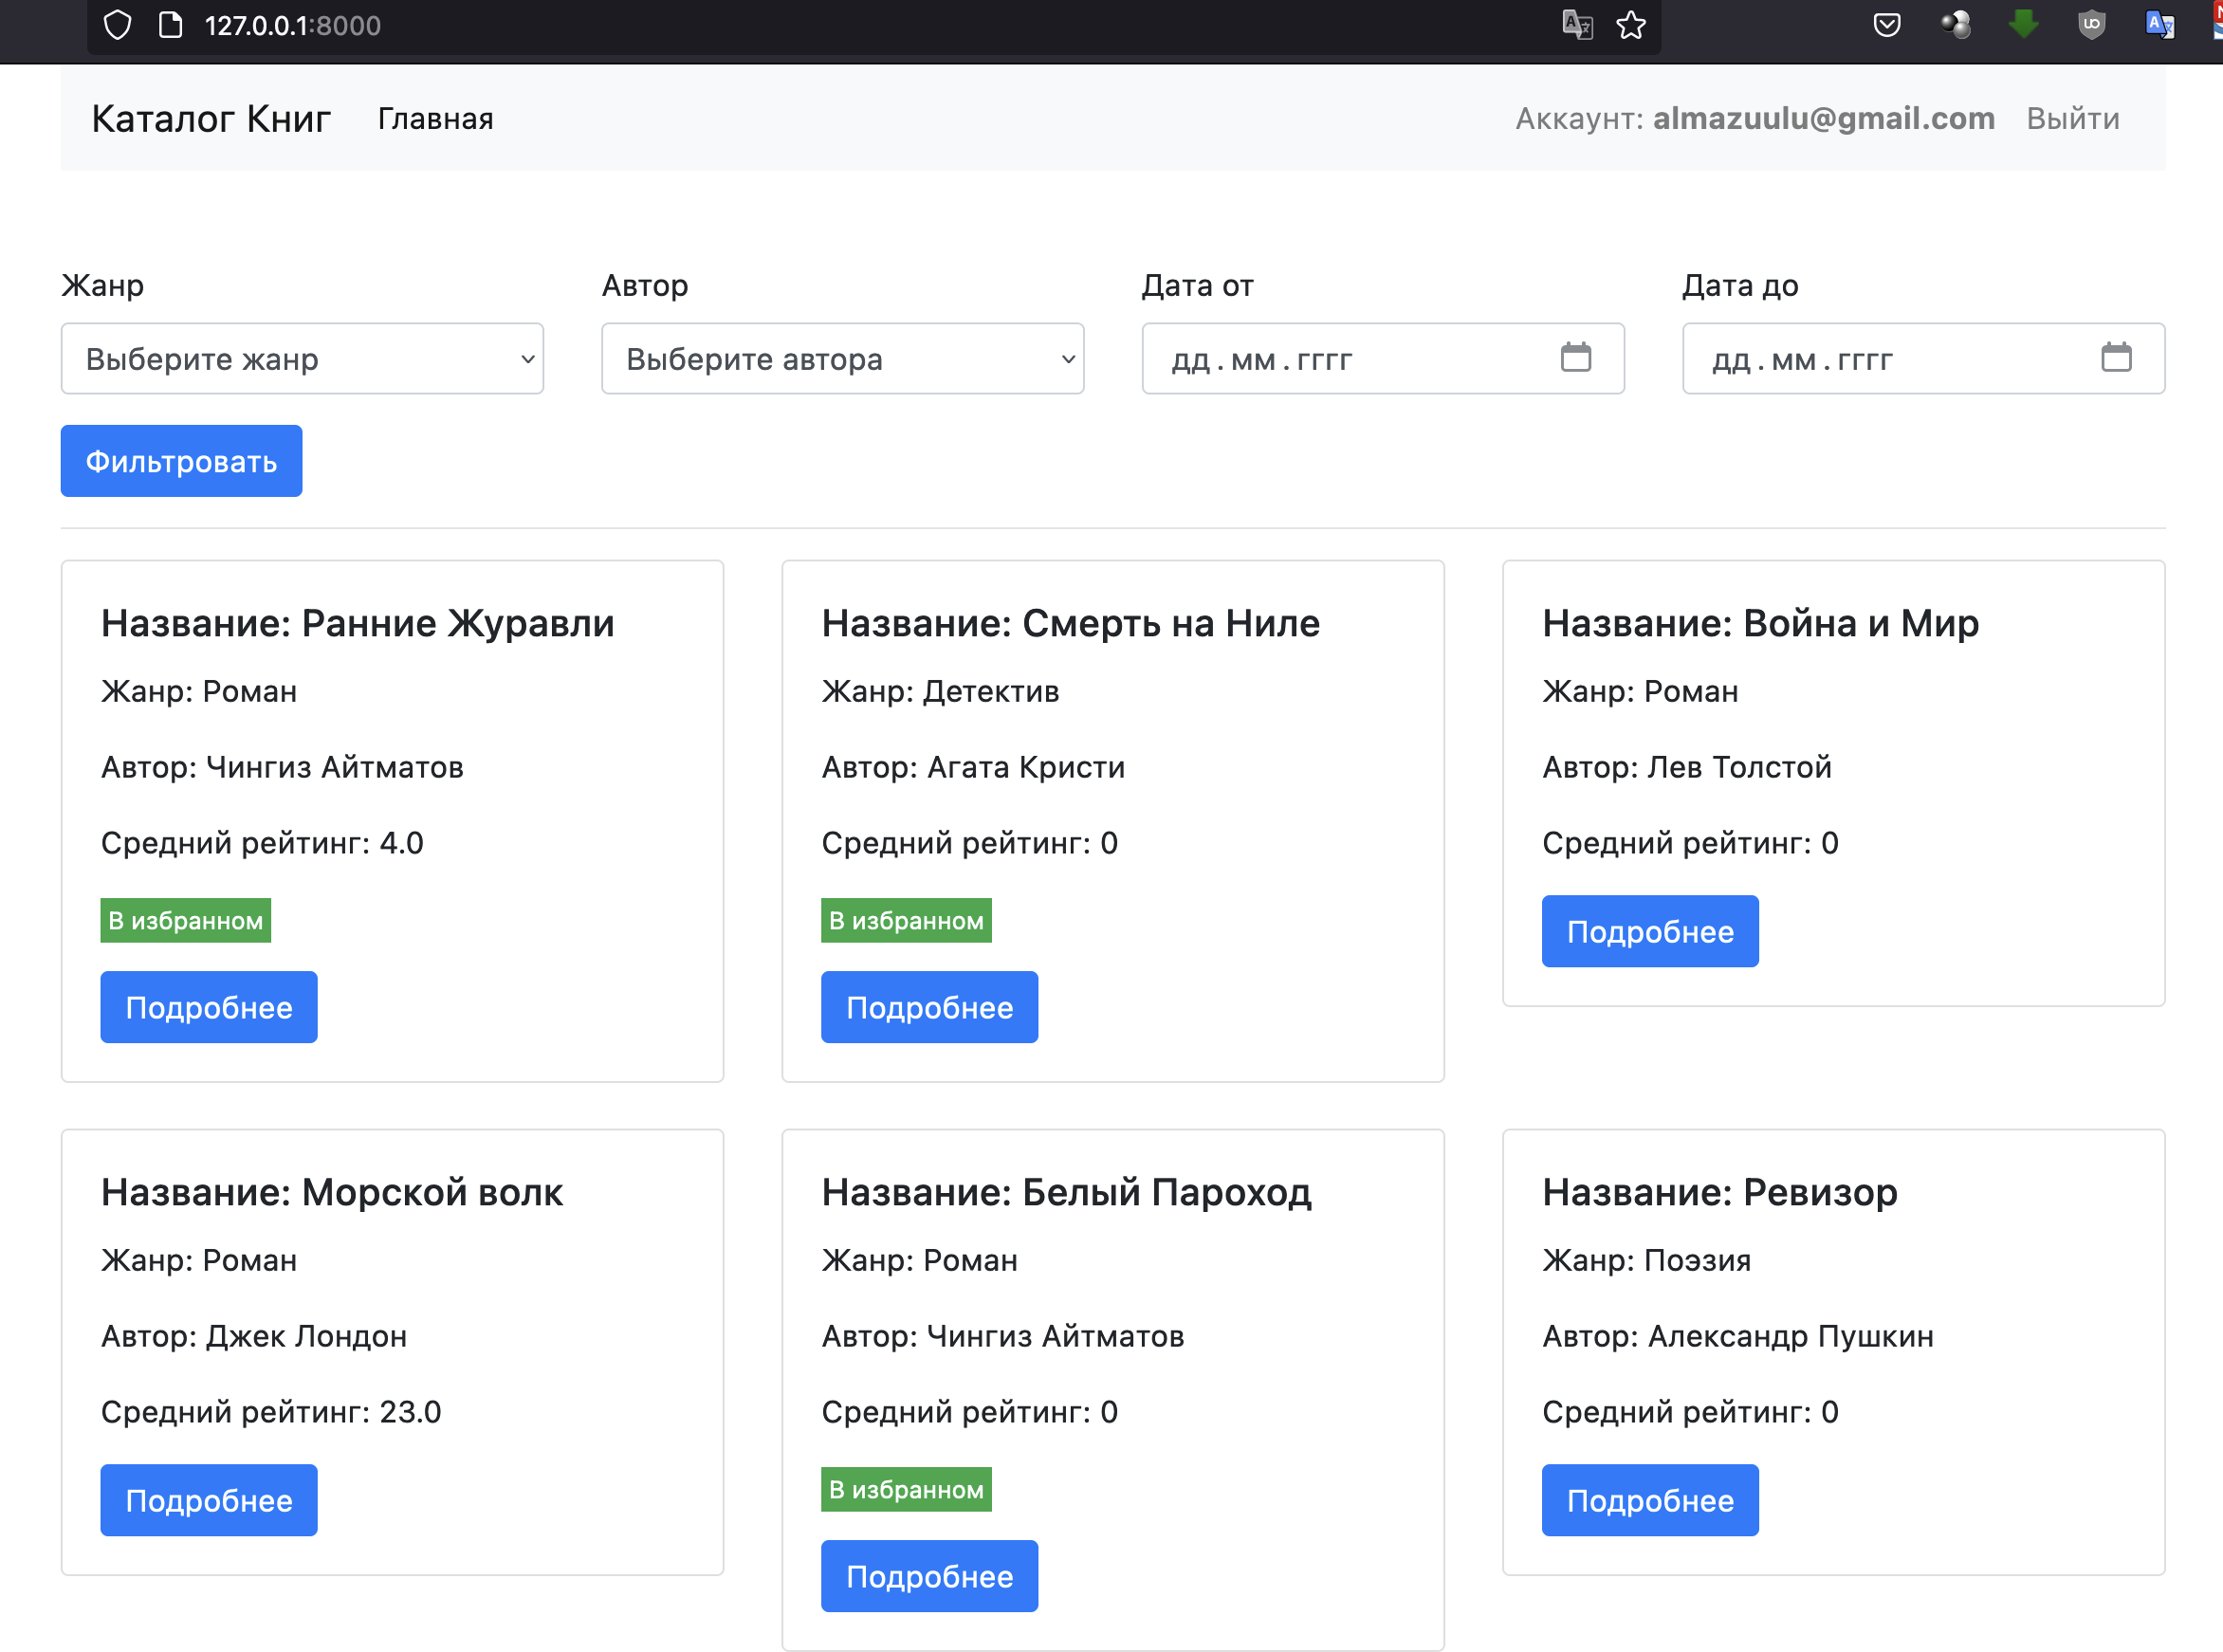 127.0.0.1:8000
Каталог Книг Главная Аккаунт: almazuulu@gmail.com Выйти
Жанр Автор Дата от Дата до
Выберите жанр Выберите автора дд . мм . гггг дд . мм . гггг
Фильтровать
Название: Ранние Журавли
Жанр: Роман
Автор: Чингиз Айтматов
Средний рейтинг: 4.0
В избранном
Подробнее
Название: Смерть на Ниле
Жанр: Детектив
Автор: Агата Кристи
Средний рейтинг: 0
В избранном
Подробнее
Название: Война и Мир
Жанр: Роман
Автор: Лев Толстой
Средний рейтинг: 0
Подробнее
Название: Морской волк
Жанр: Роман
Автор: Джек Лондон
Средний рейтинг: 23.0
Подробнее
Название: Белый Пароход
Жанр: Роман
Автор: Чингиз Айтматов
Средний рейтинг: 0
В избранном
Подробнее
Название: Ревизор
Жанр: Поэзия
Автор: Александр Пушкин
Средний рейтинг: 0
Подробнее